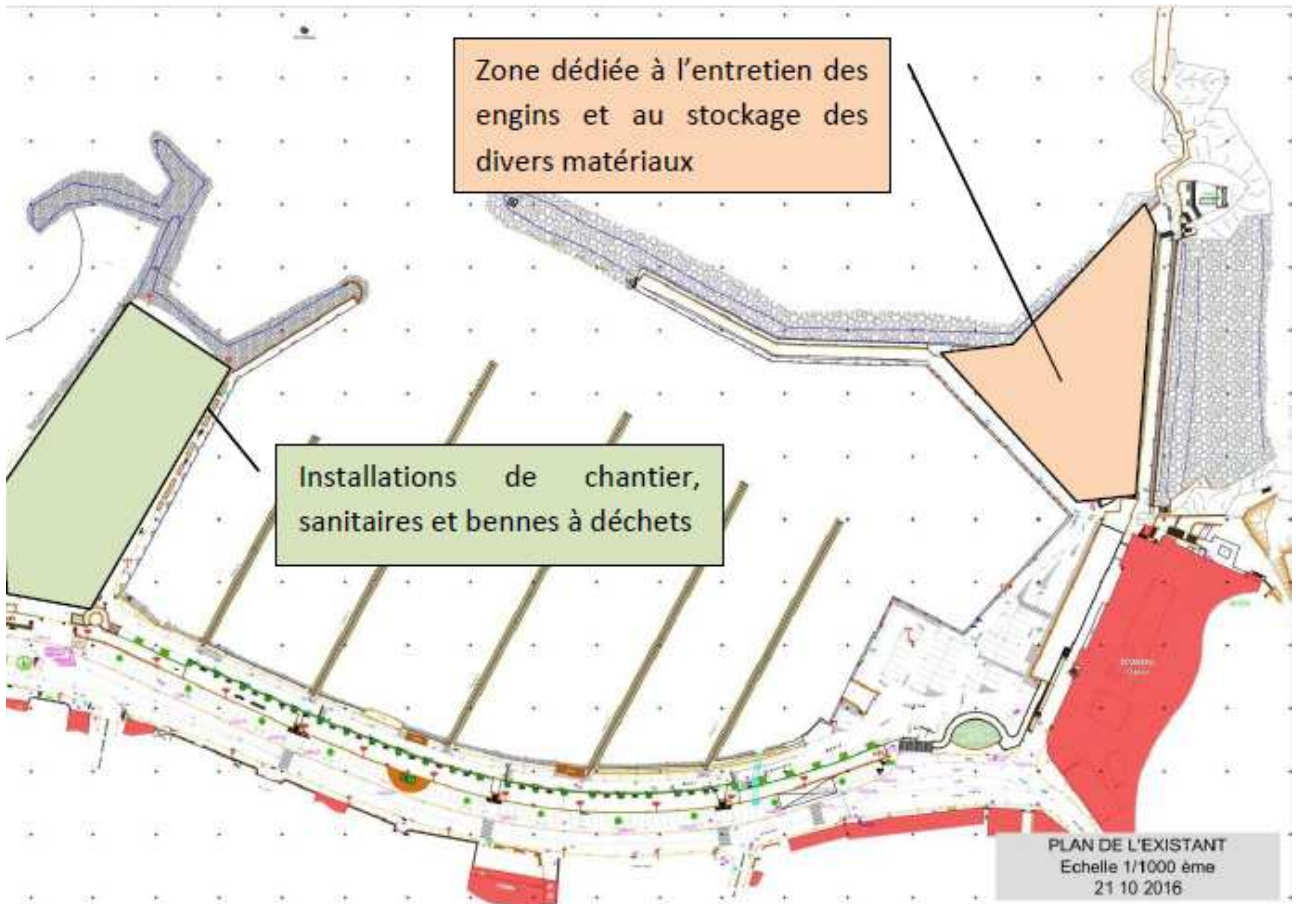 Zone dédiée à l'entretien des
engins et au stockage des
divers matériaux
Installations de chantier,
sanitaires et bennes à déchets
PLAN DE L'EXISTANT
Echelle 1/1000 ème
21 10 2016